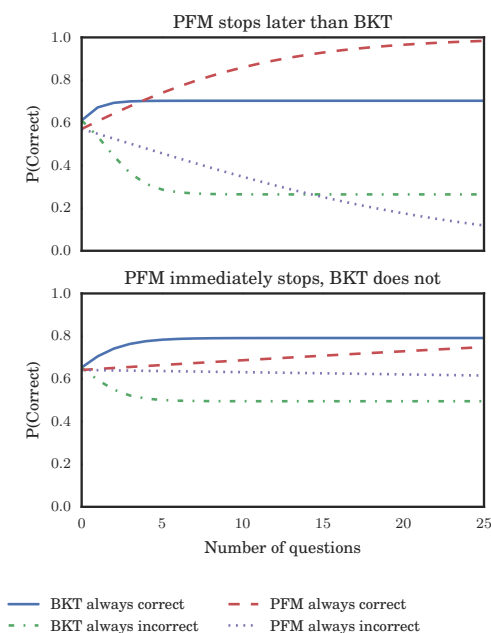 PFM stops later than BKT
1.0
0.8
0.6
0.4
0.2
0.0
P(Correct)
PFM immediately stops, BKT does not
1.0
0.8
0.6
0.4
0.2
0.0
P(Correct)
0 5 10 15 20 25
Number of questions
BKT always correct PFM always correct
BKT always incorrect PFM always incorrect